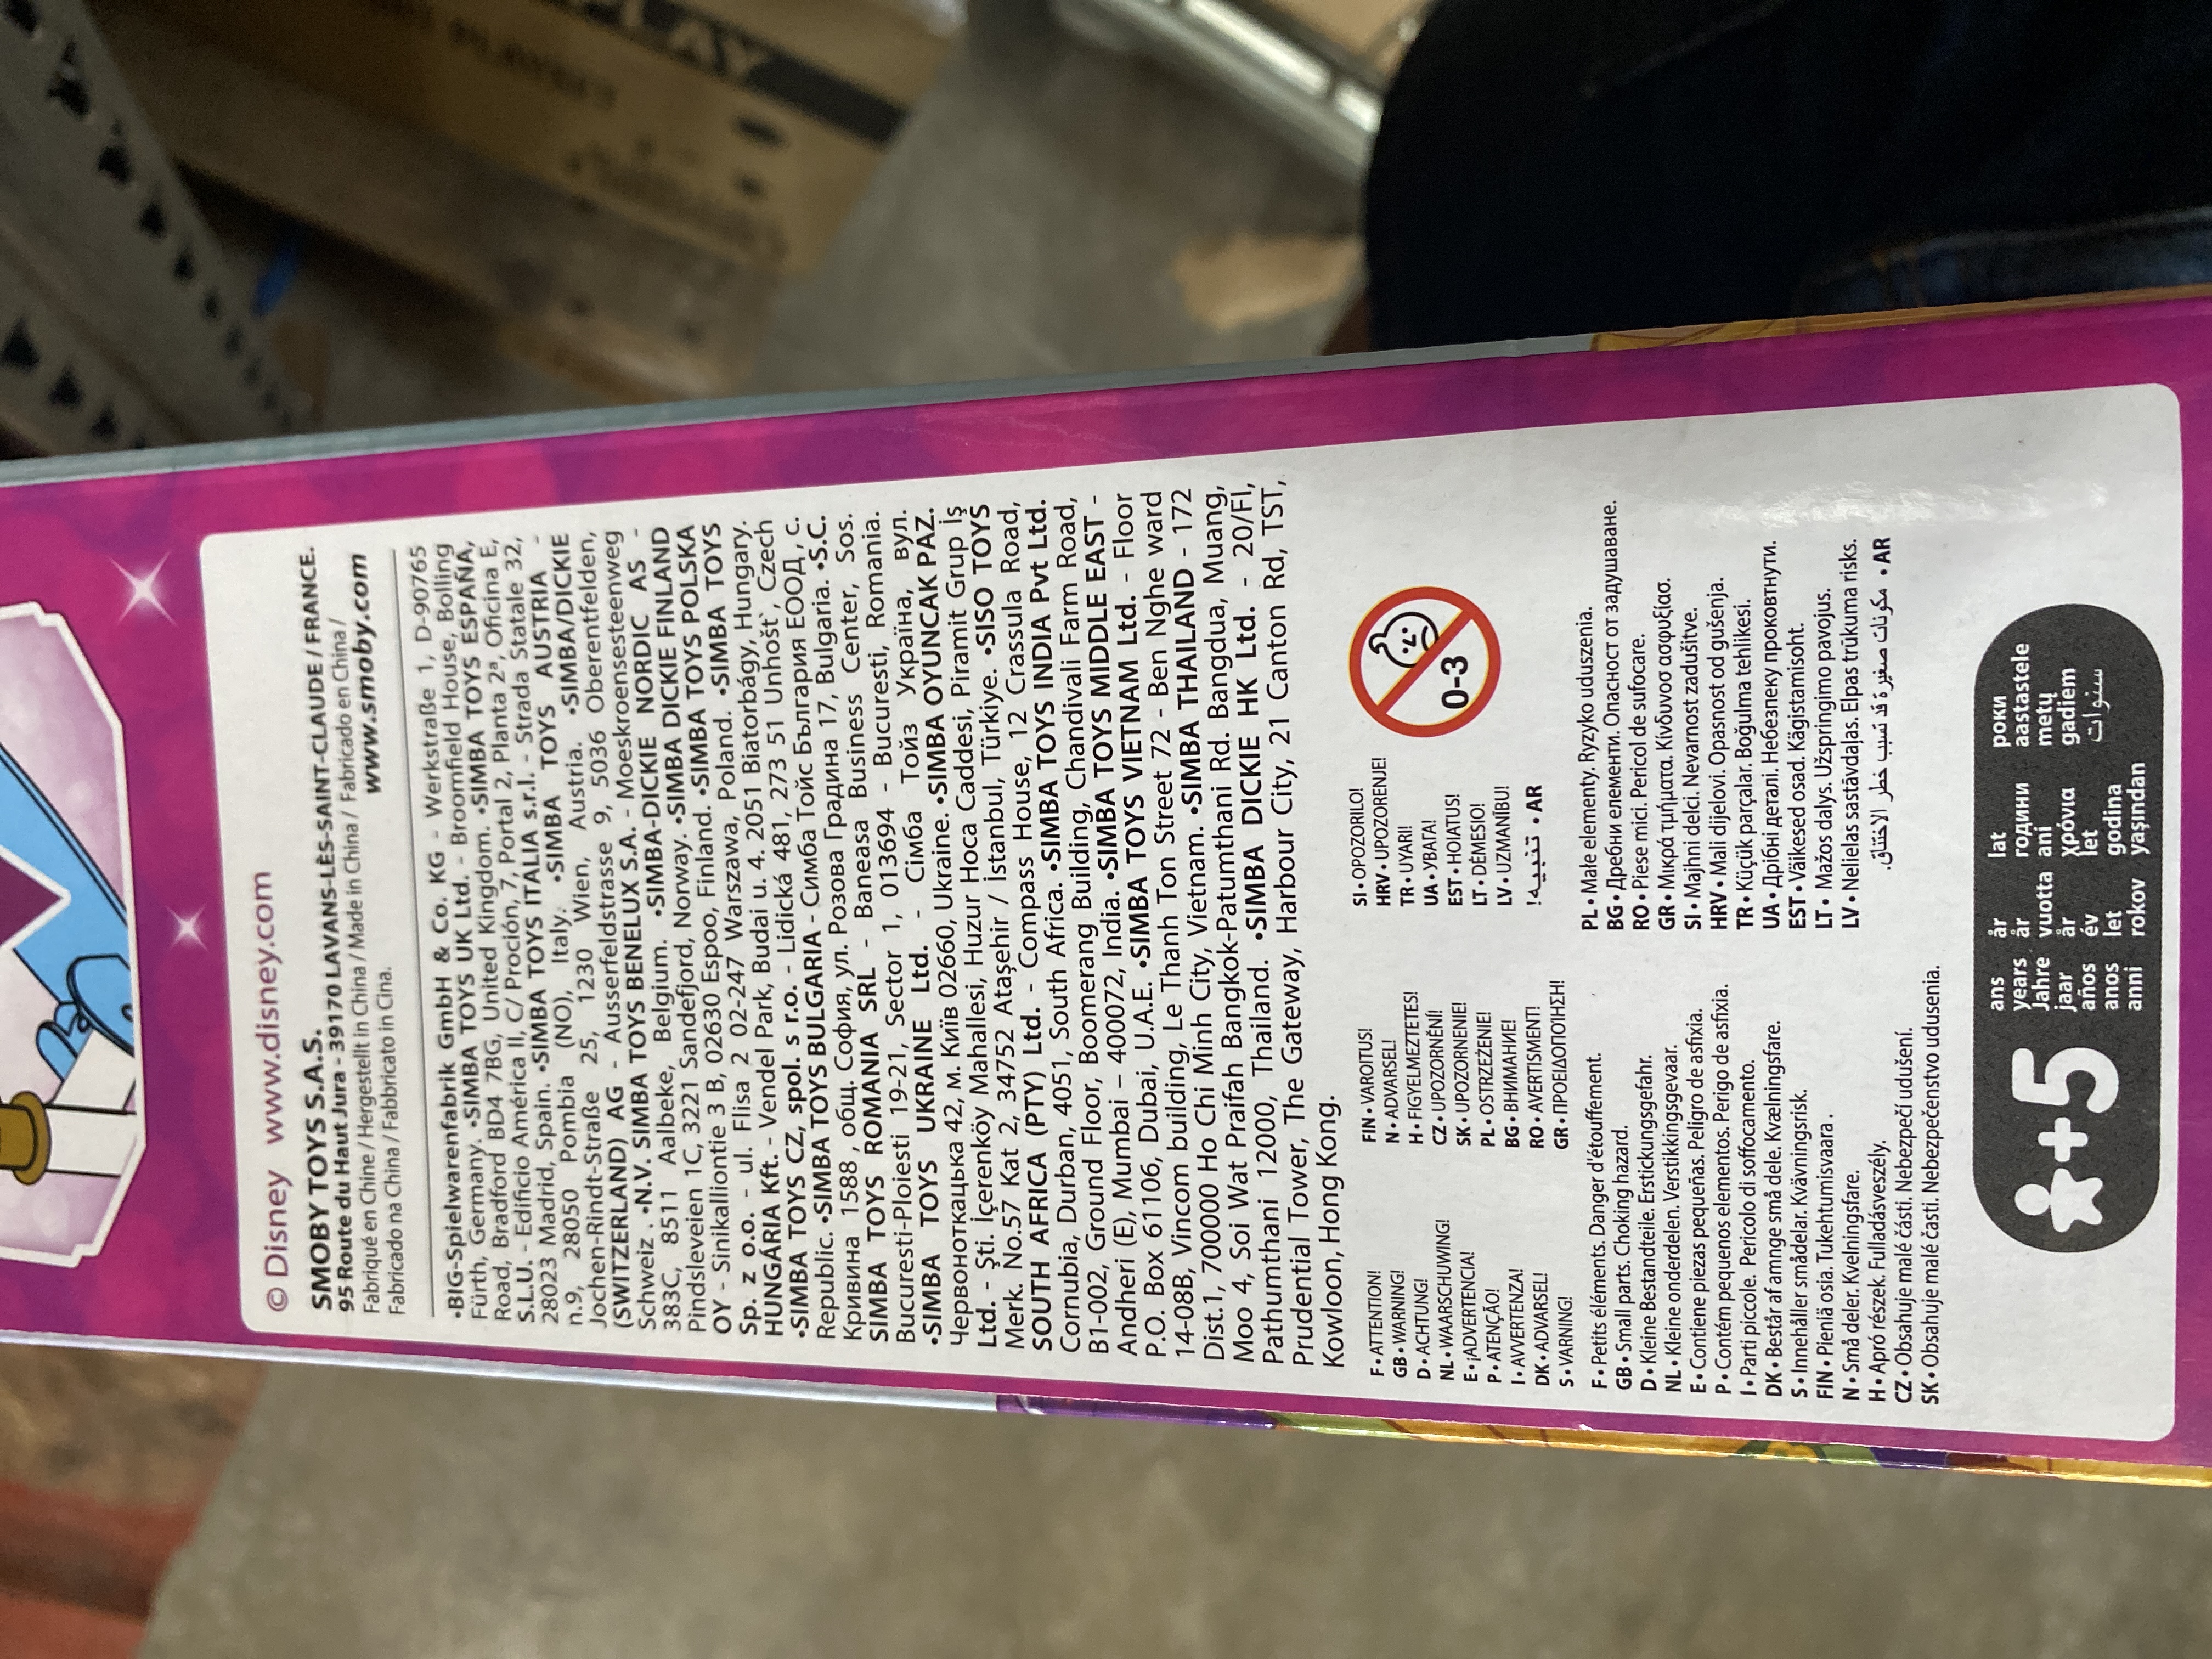 © Disney www.disney.com
SMOBY TOYS S.A.S.
95 Route du Haut Jura - 39170 LAVANS-LÈS-SAINT-CLAUDE / FRANCE.
Fabriqué en Chine / Hergestellt in China / Made in China / Fabricado en China /
Fabricado na China / Fabbricato in Cina. www.smoby.com
•BIG-Spielwarenfabrik GmbH & Co. KG - Werkstraße 1, D-90765
Fürth, Germany. •SIMBA TOYS UK Ltd. - Broomfield House, Bolling
Road, Bradford BD4 7BG, United Kingdom. •SIMBA TOYS ESPAÑA,
S.L.U. - Edificio América II, C/ Proción, 7, Portal 2, Planta 2ª, Oficina E,
28023 Madrid, Spain. •SIMBA TOYS ITALIA s.r.l. - Strada Statale 32,
n.9, 28050 Pombia (NO), Italy. •SIMBA TOYS AUSTRIA -
Jochen-Rindt-Straße 25, 1230 Wien, Austria. •SIMBA/DICKIE
(SWITZERLAND) AG - Ausserfeldstrasse 9, 5036 Oberentfelden,
Schweiz . •N.V. SIMBA TOYS BENELUX S.A. - Moeskroensesteenweg
383C, 8511 Aalbeke, Belgium. •SIMBA-DICKIE NORDIC AS -
Pindsleveien 1C, 3221 Sandefjord, Norway. •SIMBA DICKIE FINLAND
OY - Sinikalliontie 3 B, 02630 Espoo, Finland. •SIMBA TOYS POLSKA
Sp. z o.o. - ul. Flisa 2 02-247 Warszawa, Poland. •SIMBA TOYS
HUNGÁRIA Kft. - Vendel Park, Budai u. 4. 2051 Biatorbágy, Hungary.
•SIMBA TOYS CZ, spol. s r.o. - Lidická 481, 273 51 Unhošt`, Czech
Republic. •SIMBA TOYS BULGARIA - Симба Тойс България ЕООД , с.
Кривина 1588 , общ. София, ул. Розова Градина 17, Bulgaria. •S.C.
SIMBA TOYS ROMANIA SRL - Baneasa Business Center, Sos.
Bucuresti-Ploiesti 19-21, Sector 1, 013694 - Bucuresti, Romania.
•SIMBA TOYS UKRAINE Ltd. - Сімба Тойз Україна, вул.
Червоноткацька 42, м. Київ 02660, Ukraine. •SIMBA OYUNCAK PAZ.
Ltd. - Şti. İçerenköy Mahallesi, Huzur Hoca Caddesi, Piramit Grup İş
Merk. No.57 Kat 2, 34752 Ataşehir / İstanbul, Türkiye. •SISO TOYS
SOUTH AFRICA (PTY) Ltd. - Compass House, 12 Crassula Road,
Cornubia, Durban, 4051, South Africa. •SIMBA TOYS INDIA Pvt Ltd.
B1-002, Ground Floor, Boomerang Building, Chandivali Farm Road,
Andheri (E), Mumbai – 400072, India. •SIMBA TOYS MIDDLE EAST -
P.O. Box 61106, Dubai, U.A.E. •SIMBA TOYS VIETNAM Ltd. - Floor
14-08B, Vincom building, Le Thanh Ton Street 72 - Ben Nghe ward
Dist.1, 700000 Ho Chi Minh City, Vietnam. •SIMBA THAILAND - 172
Moo 4, Soi Wat Praifah Bangkok-Patumthani Rd. Bangdua, Muang,
Pathumthani 12000, Thailand. •SIMBA DICKIE HK Ltd. - 20/Fl,
Prudential Tower, The Gateway, Harbour City, 21 Canton Rd, TST,
Kowloon, Hong Kong.
F • ATTENTION!
GB • WARNING!
D • ACHTUNG!
NL • WAARSCHUWING!
E • ¡ADVERTENCIA!
P • ATENÇÃO!
I • AVVERTENZA!
DK • ADVARSEL!
S • VARNING!
FIN • VAROITUS!
N • ADVARSEL!
H • FIGYELMEZTETES!
CZ • UPOZORNĚNÍ!
SK • UPOZORNENIE!
PL • OSTRZEŻENIE!
BG • ВНИМАНИЕ!
RO • AVERTISMENT!
GR • ΠΡΟΕΙΔΟΠΟΙΗΣΗ!
SI • OPOZORILO!
HRV • UPOZORENJE!
TR • UYARI!
UA • УВАГА!
EST • HOIATUS!
LT • DĖMESIO!
LV • UZMANĪBU!
تنبيه! • AR
0-3
F • Petits éléments. Danger d'étouffement.
GB • Small parts. Choking hazard.
D • Kleine Bestandteile. Erstickungsgefahr.
NL • Kleine onderdelen. Verstikkingsgevaar.
E • Contiene piezas pequeñas. Peligro de asfixia.
P • Contém pequenos elementos. Perigo de asfixia.
I • Parti piccole. Pericolo di soffocamento.
DK • Består af amnge små dele. Kvælningsfare.
S • Innehåller smådelar. Kvävningsrisk.
FIN • Pieniä osia. Tukehtumisvaara .
N • Små deler. Kvelningsfare.
H • Apró részek. Fulladásveszély.
CZ • Obsahuje malé části. Nebezpečí udušení.
SK • Obsahuje malé časti. Nebezpečenstvo udusenia.
PL • Małe elementy. Ryzyko uduszenia.
BG • Дребни елементи. Опасност от задушаване.
RO • Piese mici. Pericol de sufocare.
GR • Μικρά τμήματα. Κίνδυνοσ ασφυξίασ.
SI • Majhni delci. Nevarnost zadušitve.
HRV • Mali dijelovi. Opasnost od gušenja.
TR • Küçük parçalar. Boğulma tehlikesi.
UA • Дрібні деталі. Небезпеку проковтнути.
EST • Väikesed osad. Kägistamisoht.
LT • Mažos dalys. Užspringimo pavojus.
LV • Nelielas sastāvdaļas. Elpas trūkuma risks.
مكونات صغيرة قد تسبب خطر الاختناق. • AR
+5
ans år lat роки
years år родини aastastele
Jahre vuotta ani metų
jaar år χρόνια gadiem
años év let سنوات
anos let godina
anni rokov yaşından